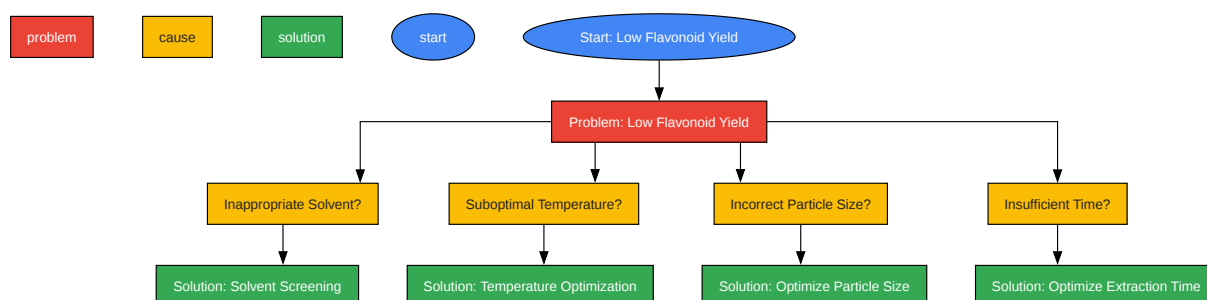 problem
cause
solution
start
Start: Low Flavonoid Yield
Problem: Low Flavonoid Yield
Inappropriate Solvent?
Suboptimal Temperature?
Incorrect Particle Size?
Insufficient Time?
Solution: Solvent Screening
Solution: Temperature Optimization
Solution: Optimize Particle Size
Solution: Optimize Extraction Time